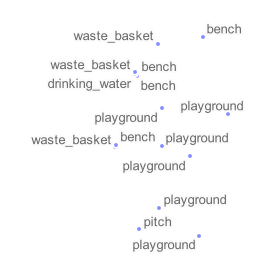 bench
waste_basket
waste_basket bench
drinking_water bench
playground
playground
waste_basket bench playground
playground
playground
pitch
playground